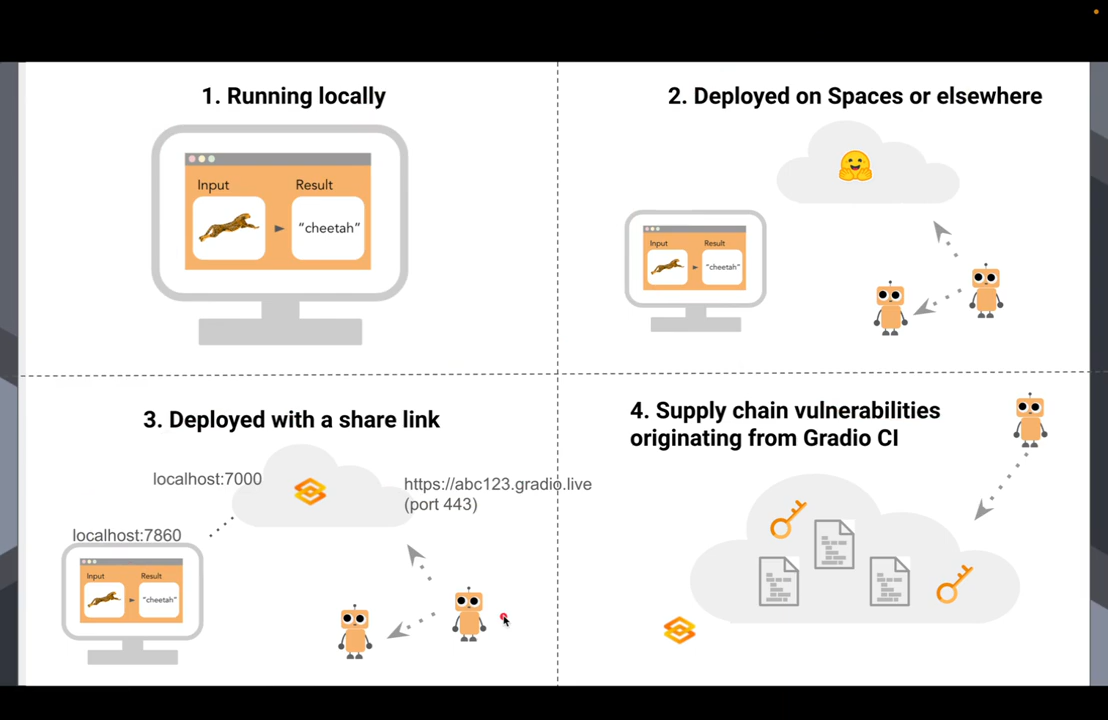 1. Running locally
Input
Result
"cheetah"
2. Deployed on Spaces or elsewhere
Input
Result
"cheetah"
3. Deployed with a share link
localhost:7000
https://abc123.gradio.live
(port 443)
localhost:7860
Input
Result
"cheetah"
4. Supply chain vulnerabilities
originating from Gradio CI